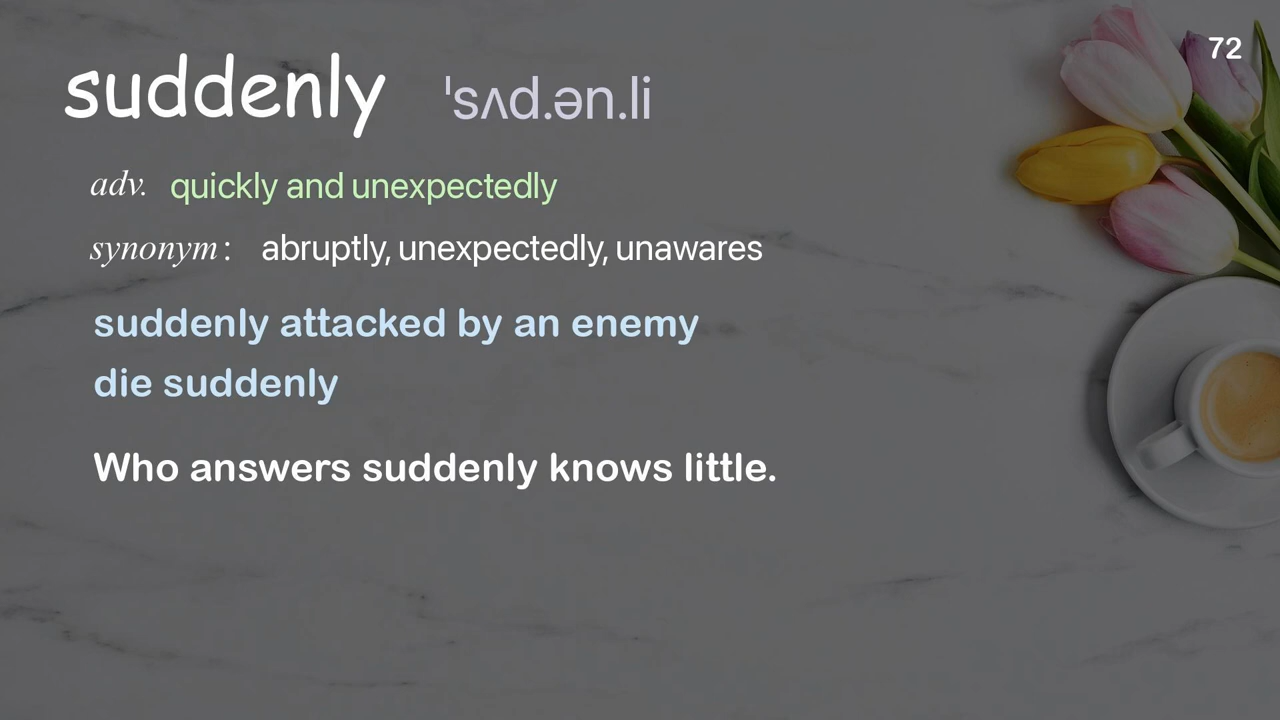 72
suddenly ˈsʌd.ən.li
adv. quickly and unexpectedly
synonym: abruptly, unexpectedly, unawares
suddenly attacked by an enemy
die suddenly
Who answers suddenly knows little.